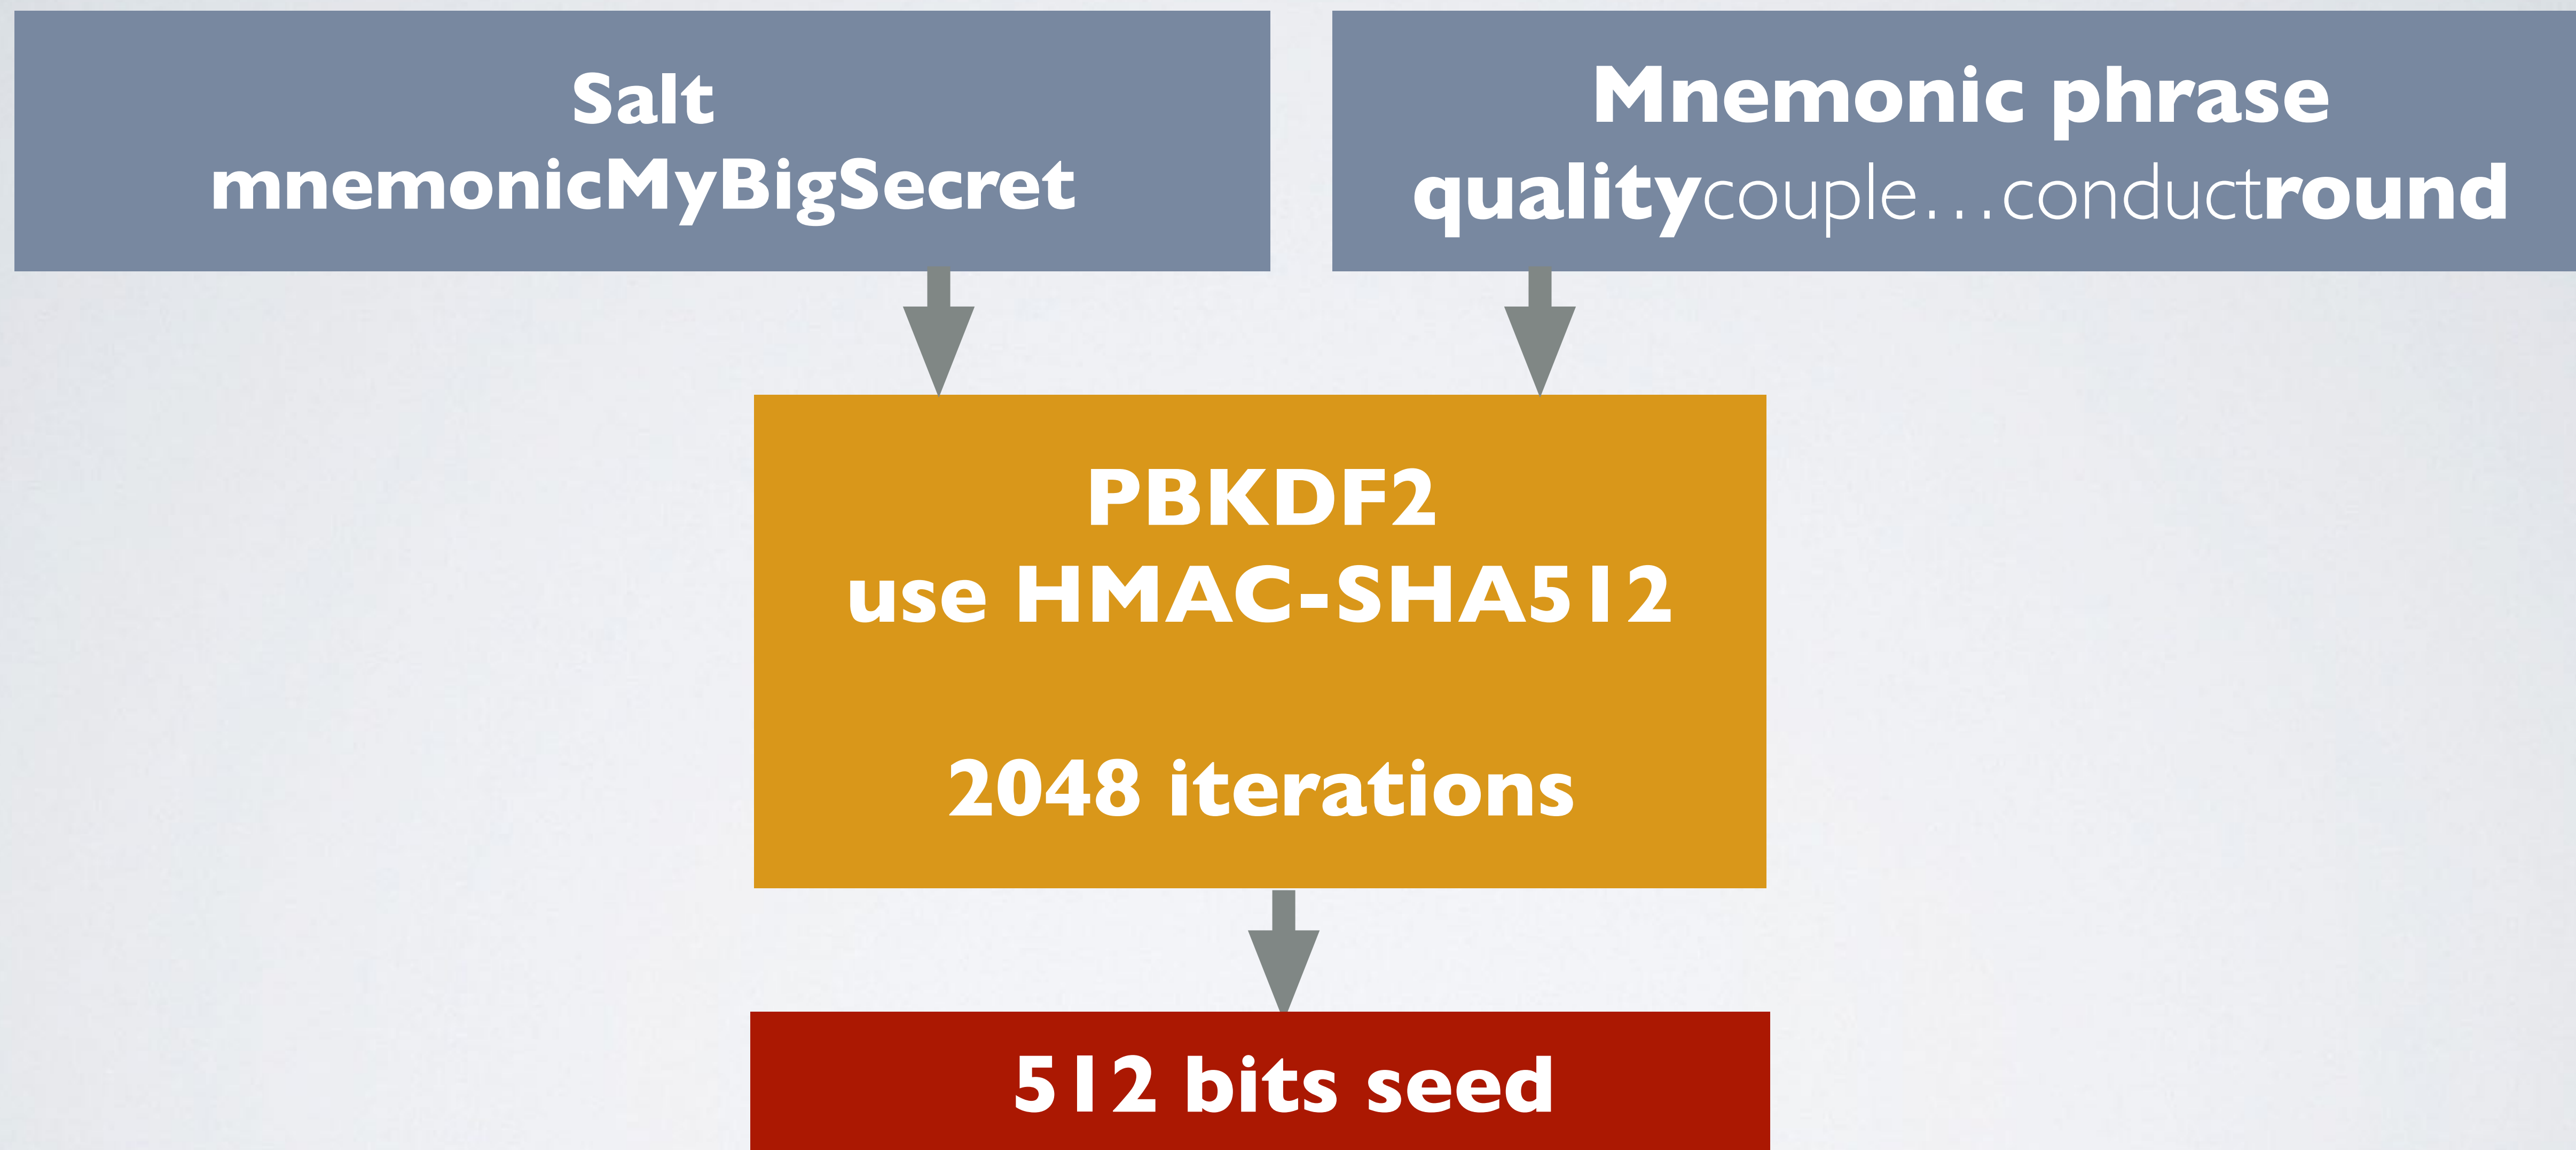 Salt
mnemonicMyBigSecret
Mnemonic phrase
qualitycouple…conductround
PBKDF2
use HMAC-SHA512
2048 iterations
512 bits seed